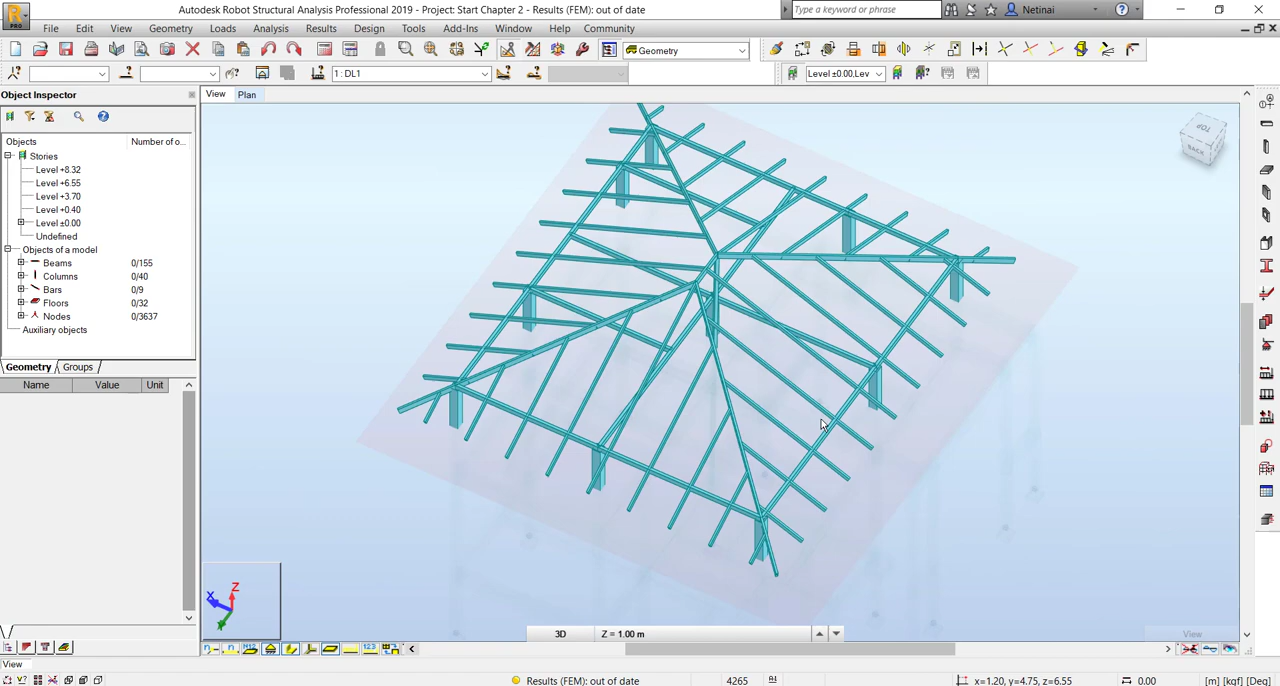 Autodesk Robot Structural Analysis Professional 2019 - Project: Start Chapter 2 - Results (FEM): out of date
Type a keyword or phrase
Netinai
PRO
File Edit View Geometry Loads Analysis Results Design Tools Add-Ins Window Help Community
Geometry
1: DL1
Level ±0.00,Lev
Object Inspector
View
Plan
TOP
BACK
Objects Number of o...
Stories
Level +8.32
Level +6.55
Level +3.70
Level +0.40
Level ±0.00
Undefined
Objects of a model
Beams 0/155
Columns 0/40
Bars 0/9
Floors 0/32
Nodes 0/3637
Auxiliary objects
Geometry Groups
Name Value Unit
Z
X
Y
3D Z = 1.00 m
View
View
Results (FEM): out of date 4265 x=1.20, y=4.75, z=6.55 0.00 [m] [kgf] [Deg]